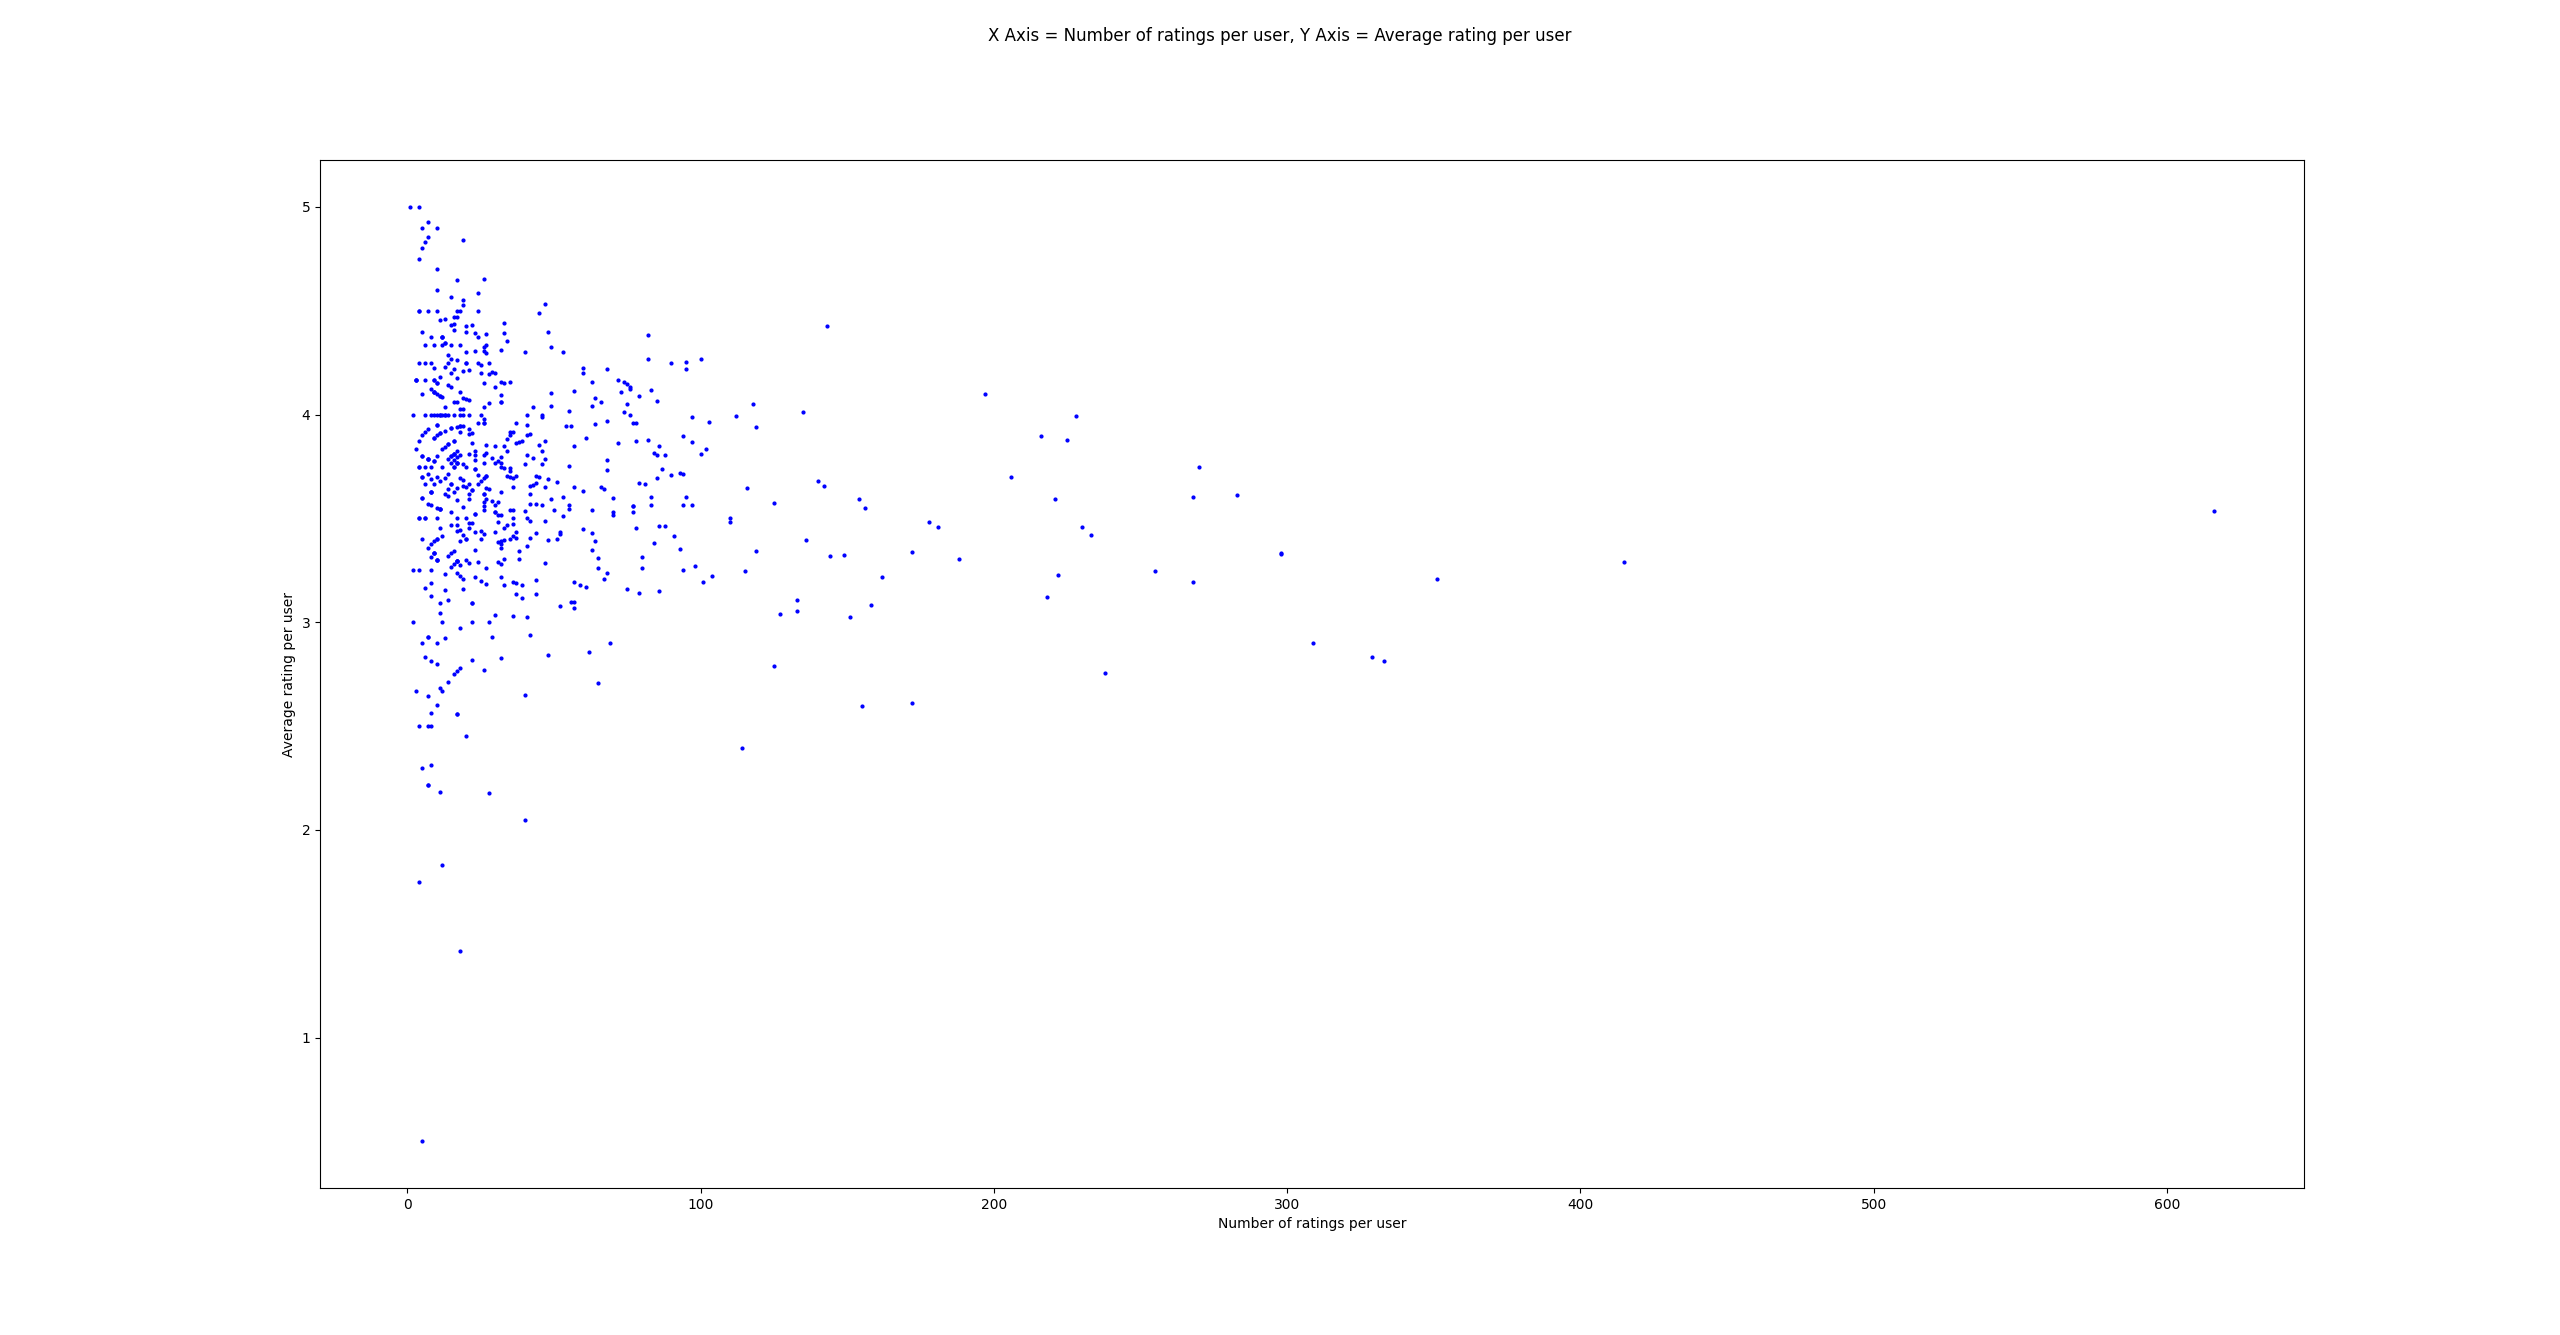 X Axis = Number of ratings per user, Y Axis = Average rating per user
5
4
3
2
1
Average rating per user
0 100 200 300 400 500 600
Number of ratings per user